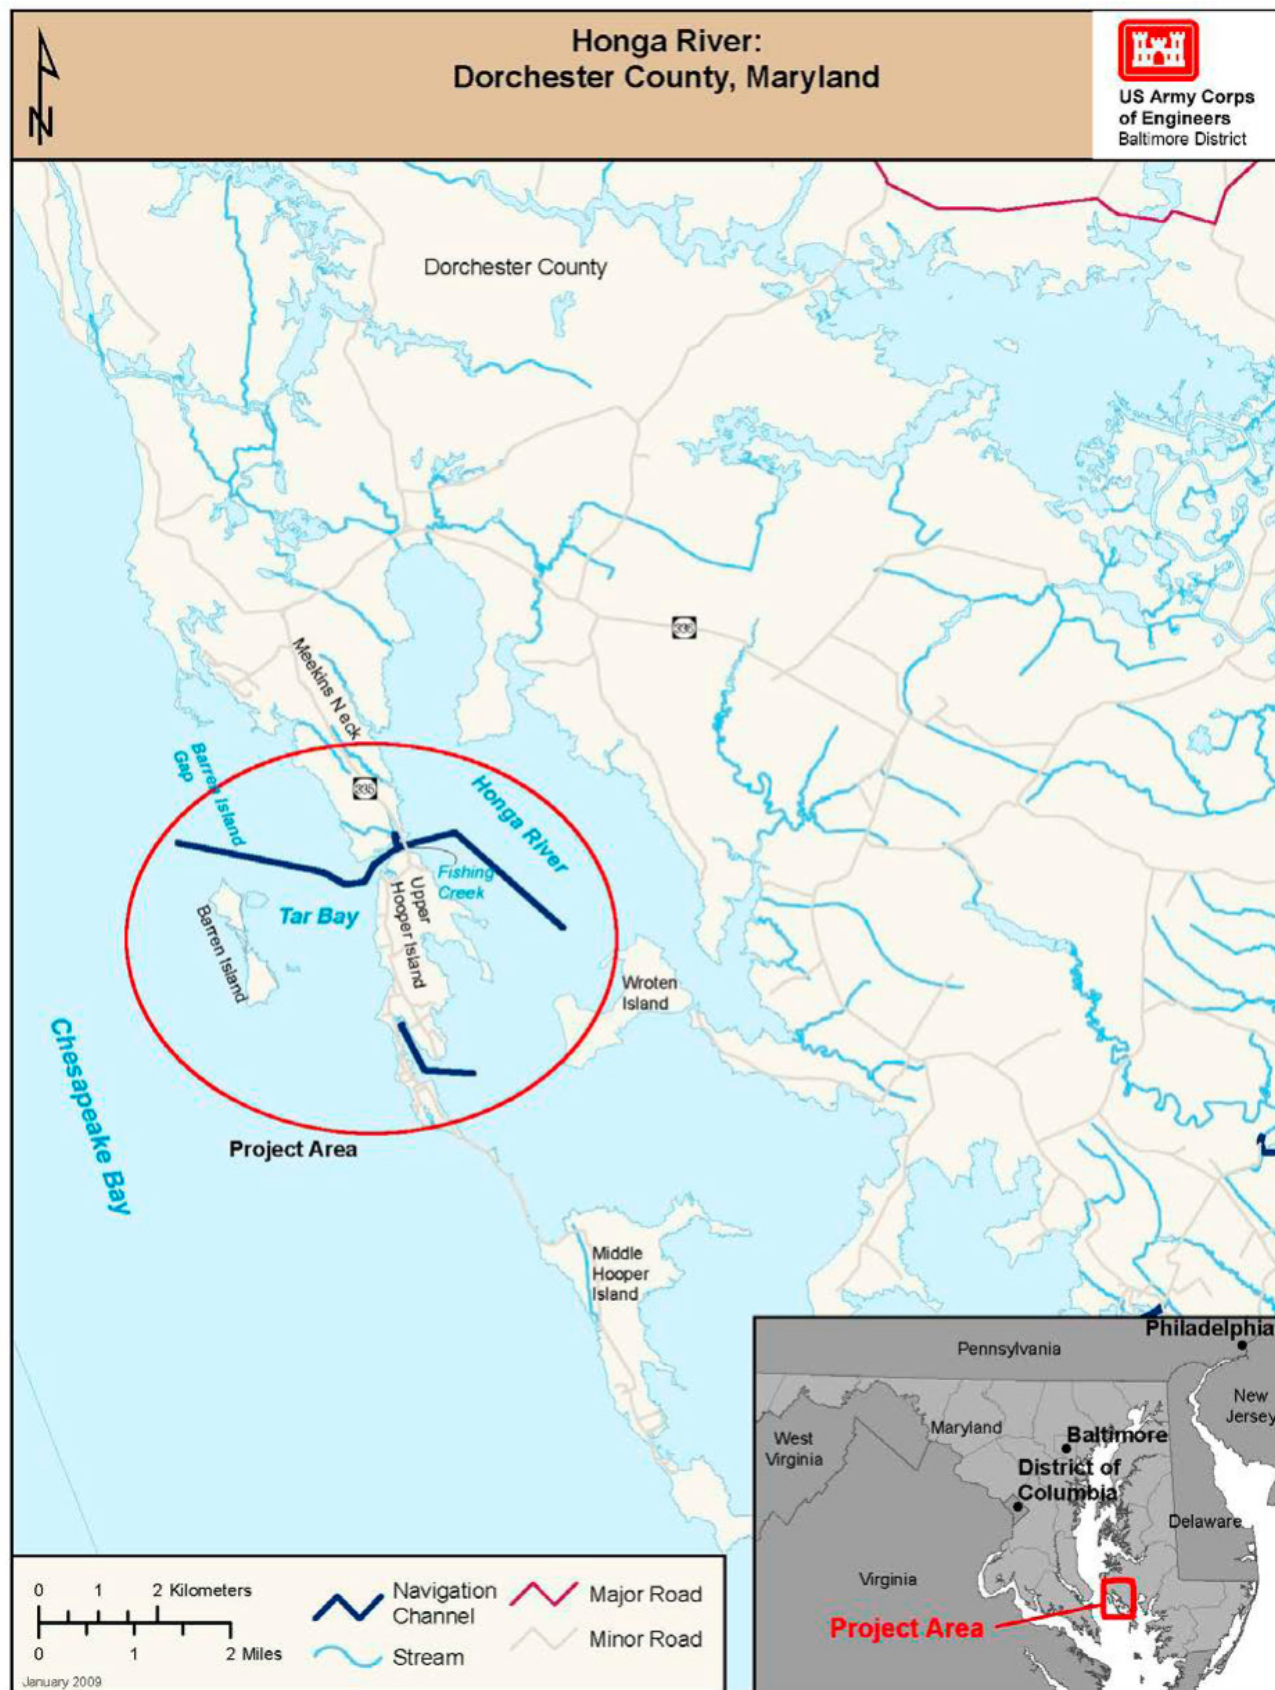 Honga River:
Dorchester County, Maryland
N
US Army Corps
of Engineers
Baltimore District
Dorchester County
336
Meekins Neck
Barren Island
Gap
335
Honga River
Fishing
Creek
Upper
Hooper Island
Tar Bay
Barren Island
Wroten
Island
Chesapeake Bay
Project Area
Middle
Hooper
Island
Philadelphia
Pennsylvania
New
Jersey
Maryland
Baltimore
West
Virginia
District of
Columbia
Delaware
Virginia
Project Area
0 1 2 Kilometers
0 1 2 Miles
Navigation
Channel
Stream
Major Road
Minor Road
January 2009